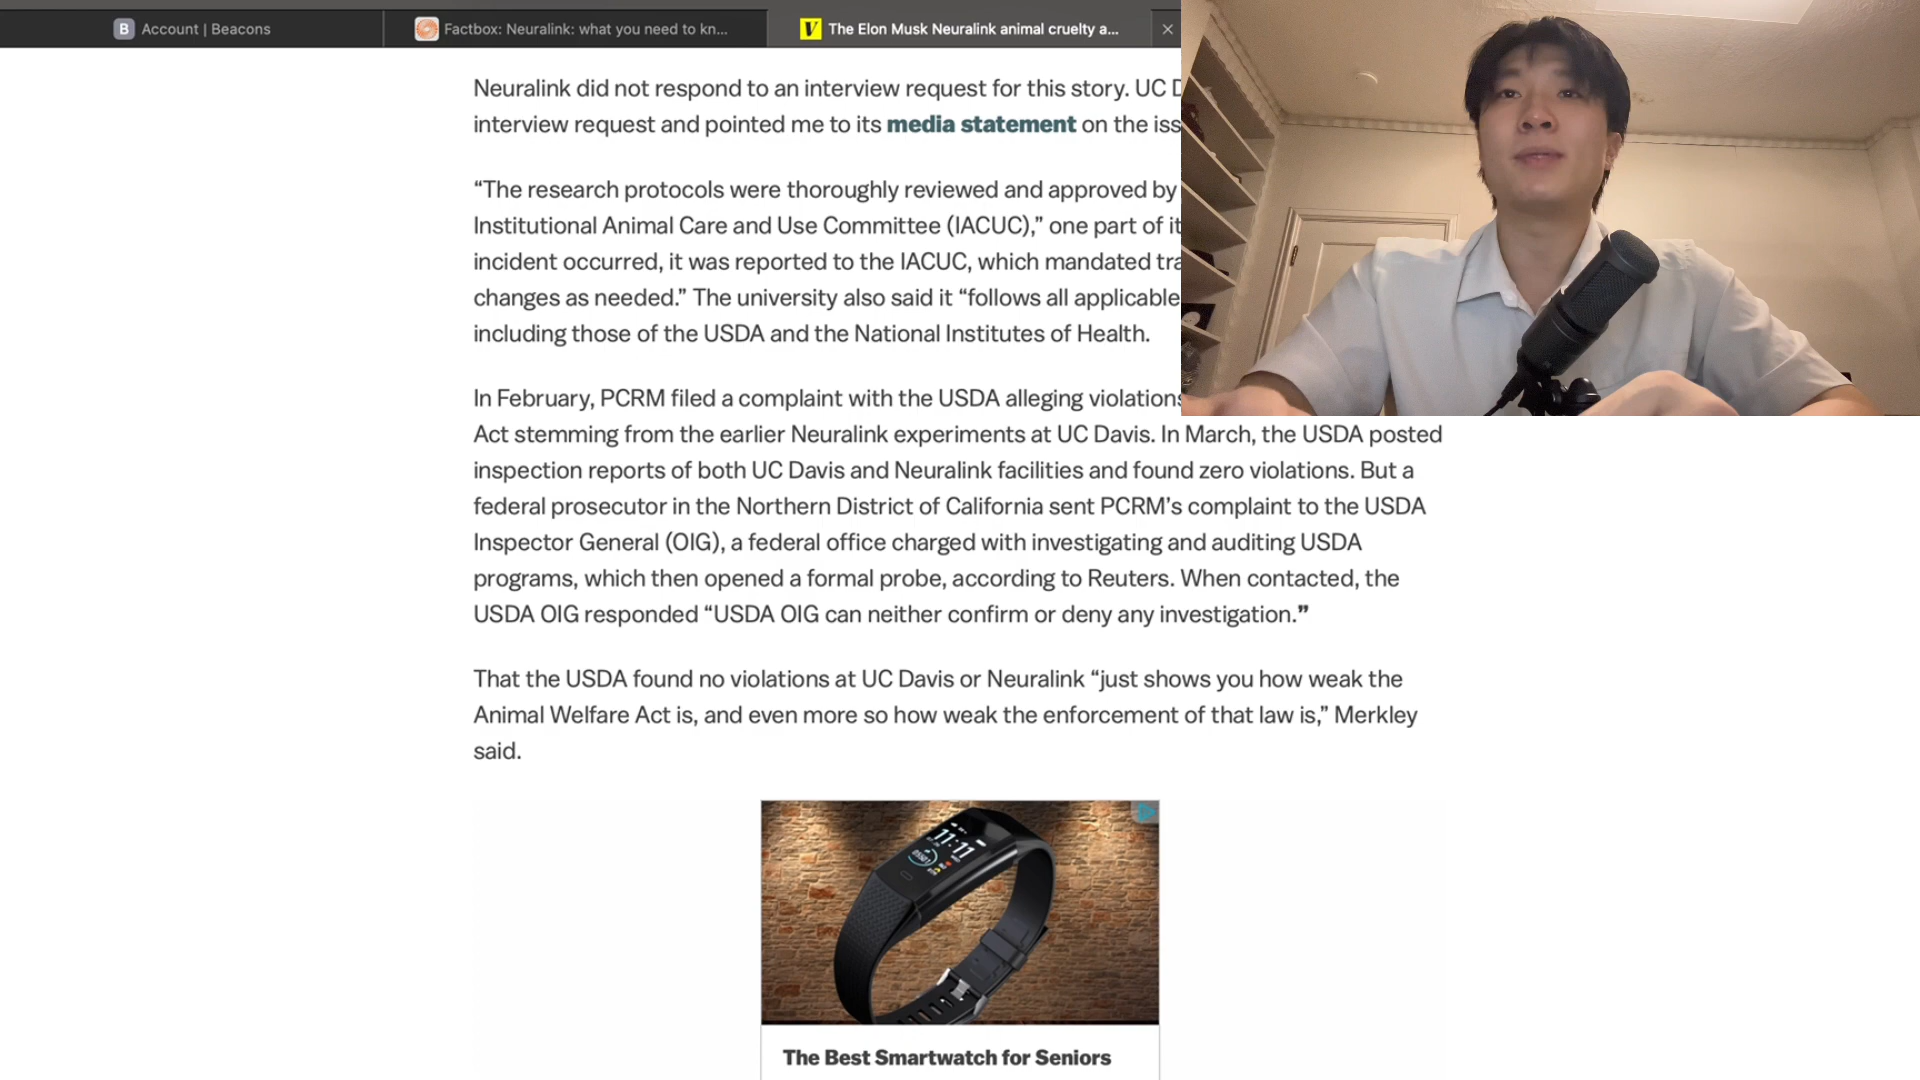 B Account | Beacons
Factbox: Neuralink: what you need to kn...
V The Elon Musk Neuralink animal cruelty a...
Neuralink did not respond to an interview request for this story. UC D
interview request and pointed me to its media statement on the iss
“The research protocols were thoroughly reviewed and approved by
Institutional Animal Care and Use Committee (IACUC),” one part of it
incident occurred, it was reported to the IACUC, which mandated tra
changes as needed.” The university also said it “follows all applicable
including those of the USDA and the National Institutes of Health.
In February, PCRM filed a complaint with the USDA alleging violations
Act stemming from the earlier Neuralink experiments at UC Davis. In March, the USDA posted
inspection reports of both UC Davis and Neuralink facilities and found zero violations. But a
federal prosecutor in the Northern District of California sent PCRM’s complaint to the USDA
Inspector General (OIG), a federal office charged with investigating and auditing USDA
programs, which then opened a formal probe, according to Reuters. When contacted, the
USDA OIG responded “USDA OIG can neither confirm or deny any investigation.”
That the USDA found no violations at UC Davis or Neuralink “just shows you how weak the
Animal Welfare Act is, and even more so how weak the enforcement of that law is,” Merkley
said.
11:11
The Best Smartwatch for Seniors